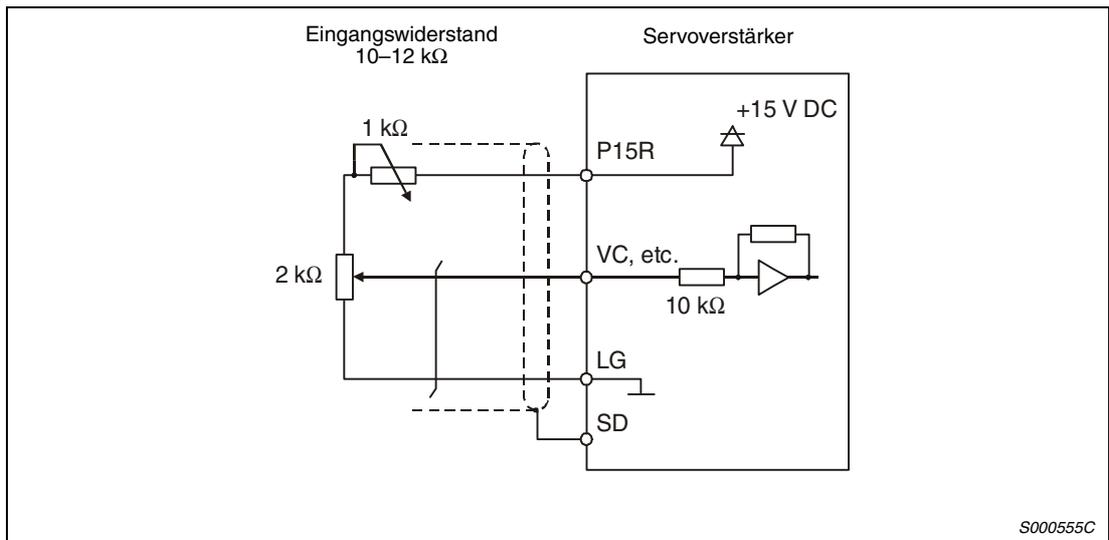 Eingangswiderstand
10–12 kΩ
Servoverstärker
+15 V DC
1 kΩ
P15R
VC, etc.
2 kΩ
10 kΩ
LG
SD
S000555C